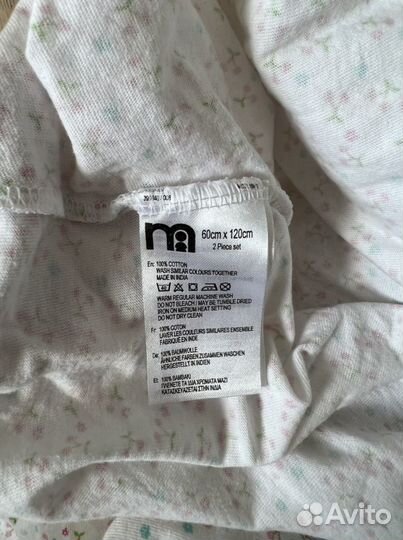 60cm x 120cm
2 Piece set
En: 100% COTTON
WASH SIMILAR COLOURS TOGETHER
MADE IN INDIA
WARM REGULAR MACHINE WASH
DO NOT BLEACH / MAY BE TUMBLE DRIED
IRON ON MEDIUM HEAT SETTING
DO NOT DRY CLEAN
Fr: 100% COTON
LAVER LES COULEURS SIMILAIRES ENSEMBLE
FABRIQUÉ EN INDE
De: 100% BAUMWOLLE
ÄHNLICHE FARBEN ZUSAMMEN WASCHEN
HERGESTELLT IN INDIEN
El: 100% ΒΑΜΒΑΚΙ
ΠΛΕΝΕΤΕ ΤΑ ΙΔΙΑ ΧΡΩΜΑΤΑ ΜΑΖΙ
ΚΑΤΑΣΚΕΥΑΖΕΤΑΙ ΣΤΗΝ ΙΝΔΙΑ
Avito